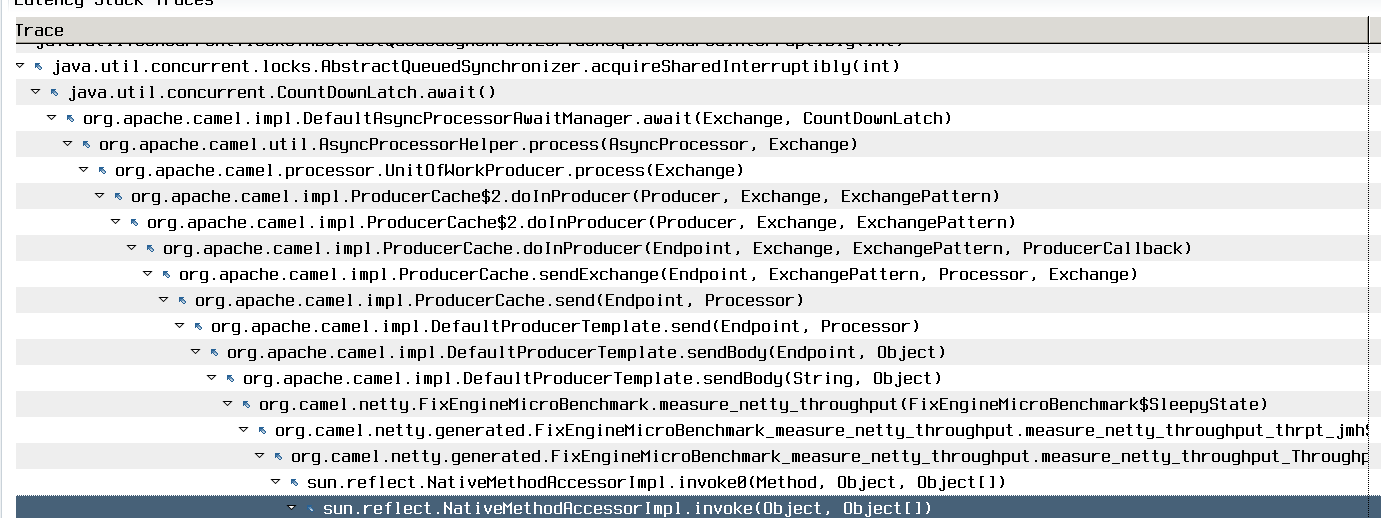 Latency Stack Traces
Trace
java.util.concurrent.locks.AbstractQueuedSynchronizer.acquireSharedInterruptibly(int)
java.util.concurrent.CountDownLatch.await()
org.apache.camel.impl.DefaultAsyncProcessorAwaitManager.await(Exchange, CountDownLatch)
org.apache.camel.util.AsyncProcessorHelper.process(AsyncProcessor, Exchange)
org.apache.camel.processor.UnitOfWorkProducer.process(Exchange)
org.apache.camel.impl.ProducerCache$2.doInProducer(Producer, Exchange, ExchangePattern)
org.apache.camel.impl.ProducerCache$2.doInProducer(Producer, Exchange, ExchangePattern)
org.apache.camel.impl.ProducerCache.doInProducer(Endpoint, Exchange, ExchangePattern, ProducerCallback)
org.apache.camel.impl.ProducerCache.sendExchange(Endpoint, ExchangePattern, Processor, Exchange)
org.apache.camel.impl.ProducerCache.send(Endpoint, Processor)
org.apache.camel.impl.DefaultProducerTemplate.send(Endpoint, Processor)
org.apache.camel.impl.DefaultProducerTemplate.sendBody(Endpoint, Object)
org.apache.camel.impl.DefaultProducerTemplate.sendBody(String, Object)
org.camel.netty.FixEngineMicroBenchmark.measure_netty_throughput(FixEngineMicroBenchmark$SleepyState)
org.camel.netty.generated.FixEngineMicroBenchmark_measure_netty_throughput.measure_netty_throughput_thrpt_jmh
org.camel.netty.generated.FixEngineMicroBenchmark_measure_netty_throughput.measure_netty_throughput_Throughp
sun.reflect.NativeMethodAccessorImpl.invoke0(Method, Object, Object[])
sun.reflect.NativeMethodAccessorImpl.invoke(Object, Object[])